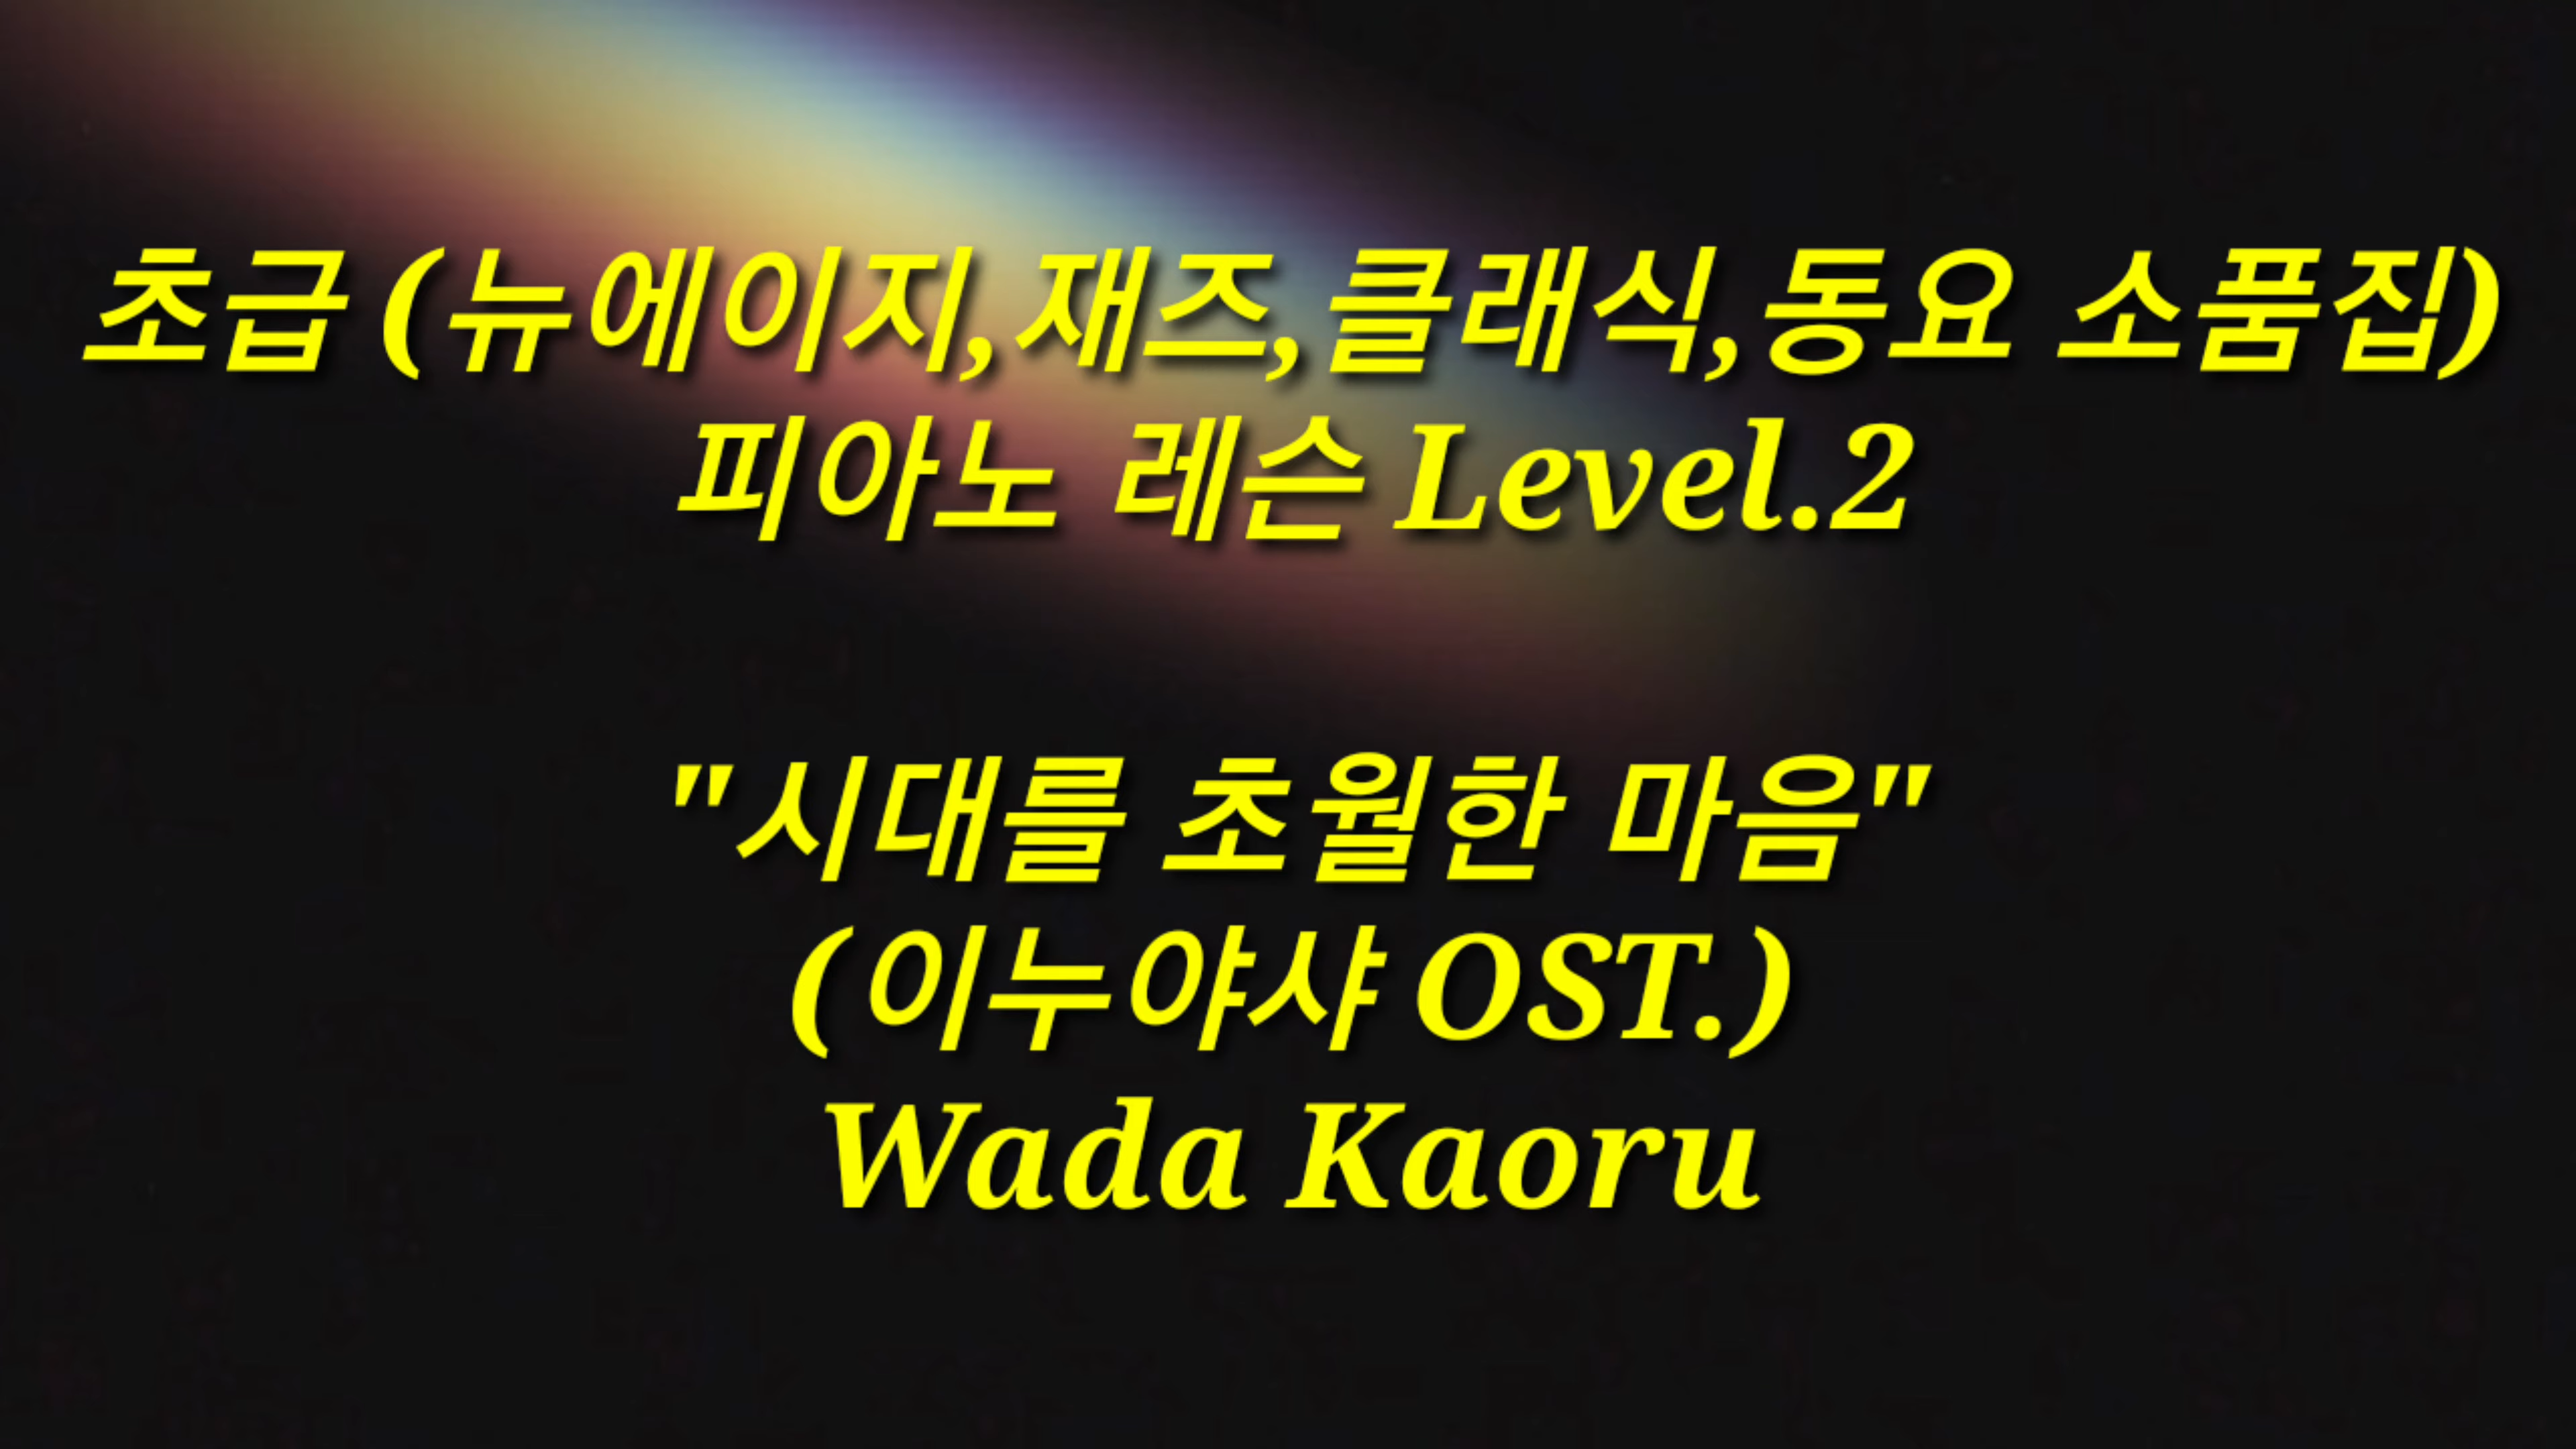 초급 (뉴에이지,재즈,클래식,동요 소품집)
피아노 레슨 Level.2
"시대를 초월한 마음"
(이누야샤 OST.)
Wada Kaoru